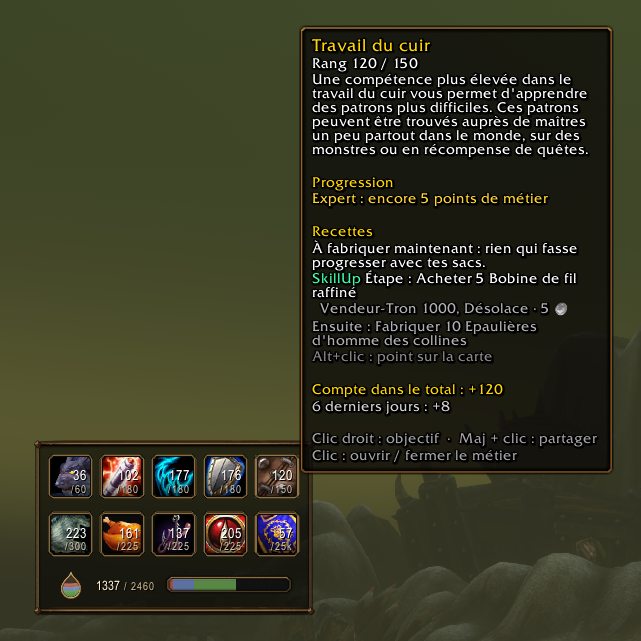 Travail du cuir
Rang 120 / 150
Une compétence plus élevée dans le
travail du cuir vous permet d'apprendre
des patrons plus difficiles. Ces patrons
peuvent être trouvés auprès de maîtres
un peu partout dans le monde, sur des
monstres ou en récompense de quêtes.
Progression
Expert : encore 5 points de métier
Recettes
À fabriquer maintenant : rien qui fasse
progresser avec tes sacs.
SkillUp Étape : Acheter 5 Bobine de fil
raffiné
Vendeur-Tron 1000, Désolace · 5
Ensuite : Fabriquer 10 Epaulières
d'homme des collines
Alt+clic : point sur la carte
Compte dans le total : +120
6 derniers jours : +8
Clic droit : objectif · Maj + clic : partager
Clic : ouvrir / fermer le métier
36 102 177 176 120
/60 /180 /180 /180 /150
223 161 137 205 57
/300 /225 /225 /225 /25k
1337 / 2460